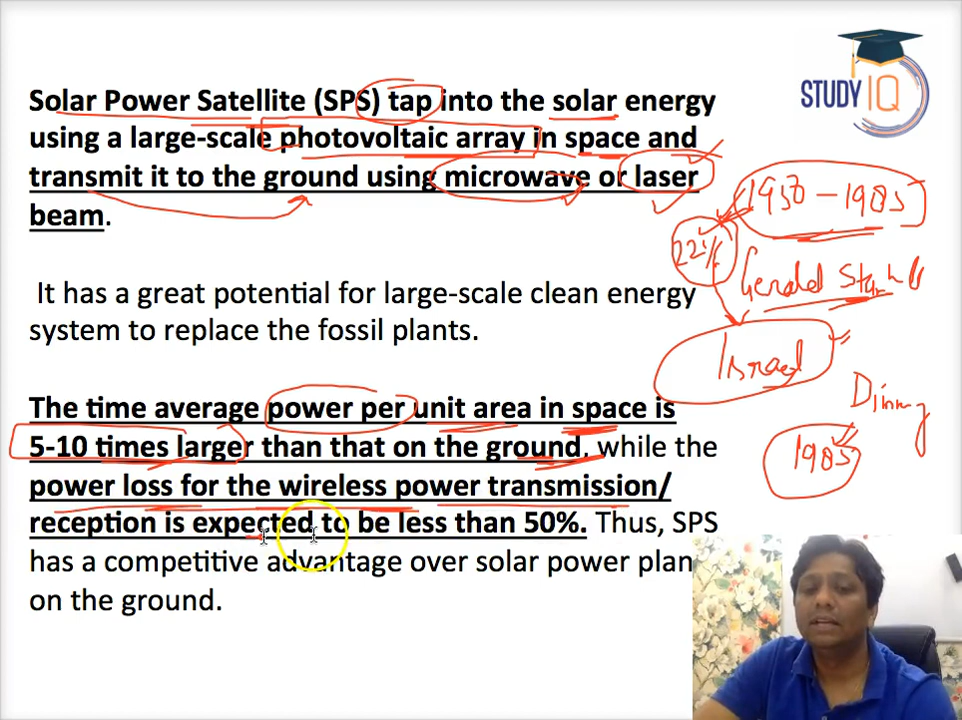 STUDY IQ
Solar Power Satellite (SPS) tap into the solar energy
using a large-scale photovoltaic array in space and
transmit it to the ground using microwave or laser
beam.
1950 - 1985
22%
Israel
1985
It has a great potential for large-scale clean energy
system to replace the fossil plants.
The time average power per unit area in space is
5-10 times larger than that on the ground, while the
power loss for the wireless power transmission/
reception is expected to be less than 50%. Thus, SPS
has a competitive advantage over solar power plan
on the ground.